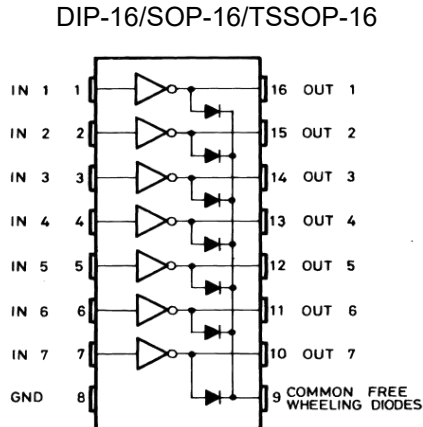 DIP-16/SOP-16/TSSOP-16
IN 1 1 16 OUT 1
IN 2 2 15 OUT 2
IN 3 3 14 OUT 3
IN 4 4 13 OUT 4
IN 5 5 12 OUT 5
IN 6 6 11 OUT 6
IN 7 7 10 OUT 7
GND 8 9 COMMON FREE
WHEELING DIODES